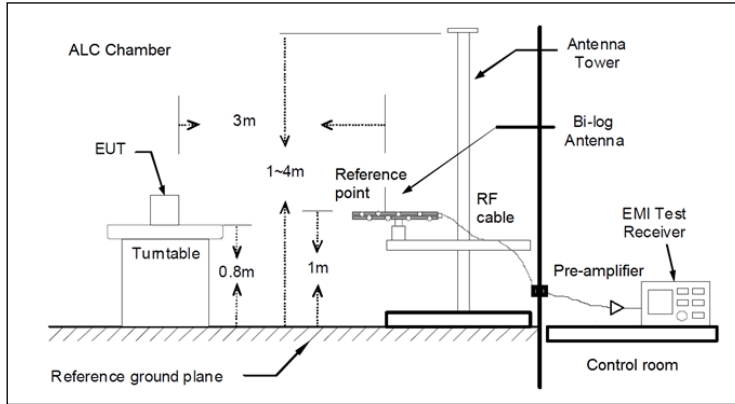 ALC Chamber
Antenna
Tower
3m
Bi-log
Antenna
EUT
1~4m
Reference
point
RF
cable
EMI Test
Receiver
Turntable
0.8m
1m
Pre-amplifier
Control room
Reference ground plane